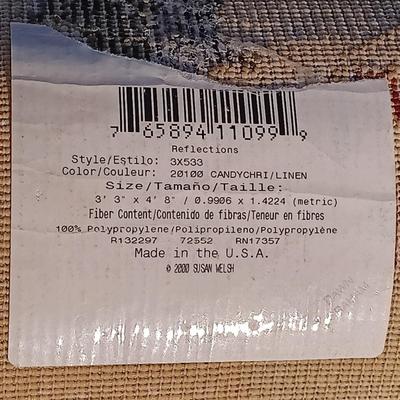 7 65894 11099 9
Reflections
Style/Estilo: 3X533
Color/Couleur: 20100 CANDYCHRI/LINEN
Size/Tamaño/Taille:
3' 3" x 4' 8" / 0.9906 x 1.4224 (metric)
Fiber Content/Contenido de fibras/Teneur en fibres
100% Polypropylene/Polipropileno/Polypropylène
R132297 72552 RN17357
Made in the U.S.A.
© 2000 SUSAN WELSH